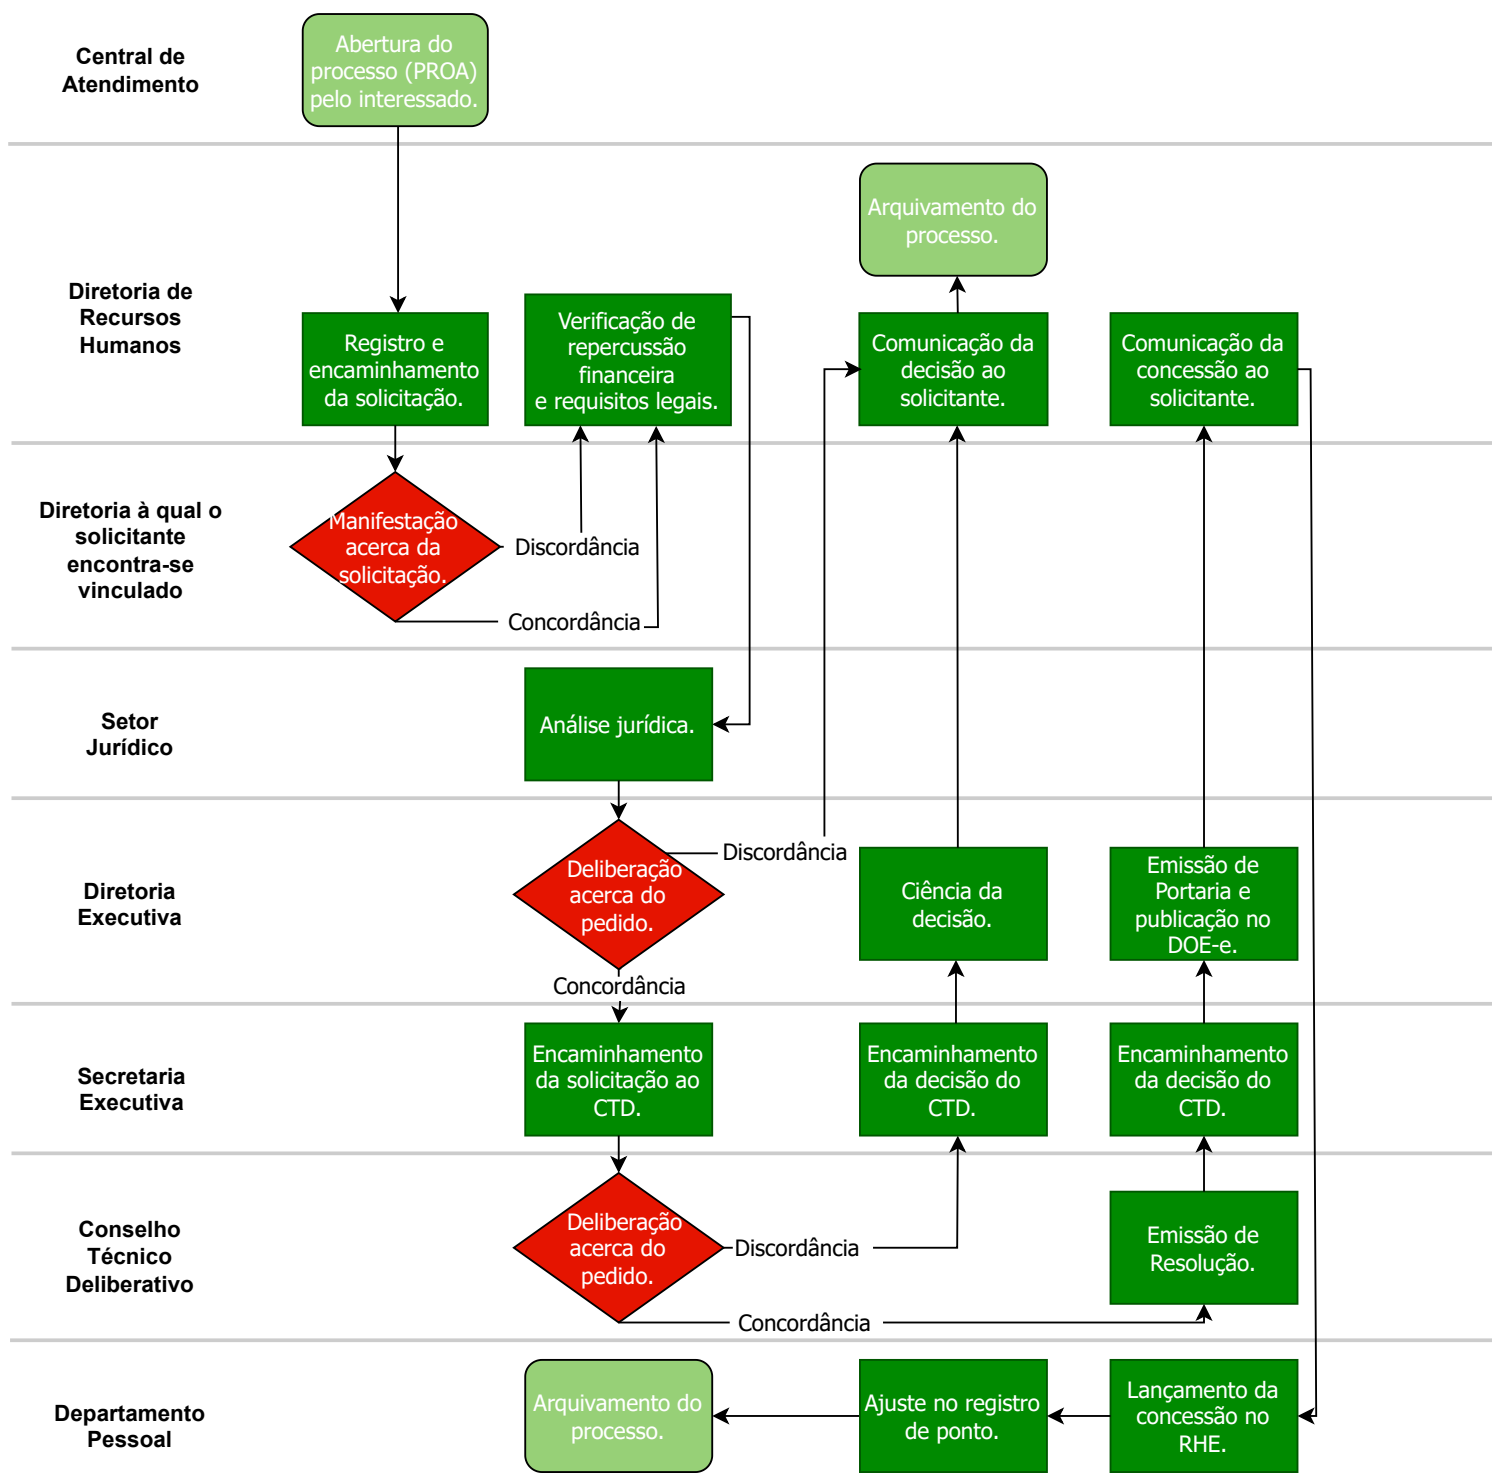 Central de
Atendimento
Abertura do
processo (PROA)
pelo interessado.
Diretoria de
Recursos
Humanos
Registro e
encaminhamento
da solicitação.
Verificação de
repercussão
financeira
e requisitos legais.
Arquivamento do
processo.
Comunicação da
decisão ao
solicitante.
Comunicação da
concessão ao
solicitante.
Diretoria à qual o
solicitante
encontra-se
vinculado
Manifestação
acerca da
solicitação.
Discordância
Concordância
Setor
Jurídico
Análise jurídica.
Diretoria
Executiva
Deliberação
acerca do
pedido.
Discordância
Concordância
Ciência da
decisão.
Emissão de
Portaria e
publicação no
DOE-e.
Secretaria
Executiva
Encaminhamento
da solicitação ao
CTD.
Encaminhamento
da decisão do
CTD.
Encaminhamento
da decisão do
CTD.
Conselho
Técnico
Deliberativo
Deliberação
acerca do
pedido.
Discordância
Concordância
Emissão de
Resolução.
Departamento
Pessoal
Arquivamento do
processo.
Ajuste no registro
de ponto.
Lançamento da
concessão no
RHE.